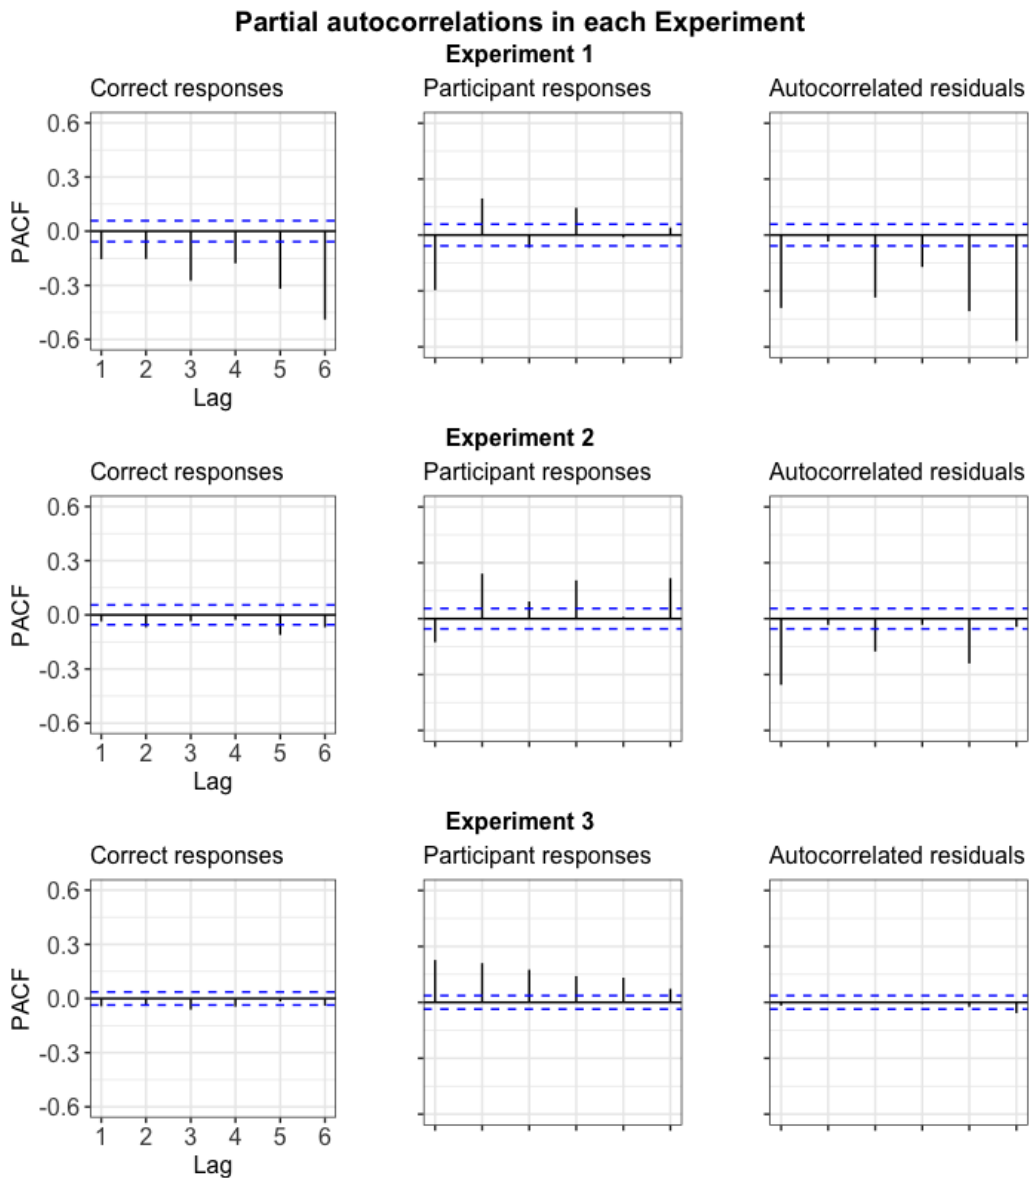 Partial autocorrelations in each Experiment
Experiment 1
Correct responses
Participant responses
Autocorrelated residuals
PACF
0.6
0.3
0.0
-0.3
-0.6
1 2 3 4 5 6
Lag
Experiment 2
Correct responses
Participant responses
Autocorrelated residuals
PACF
0.6
0.3
0.0
-0.3
-0.6
1 2 3 4 5 6
Lag
Experiment 3
Correct responses
Participant responses
Autocorrelated residuals
PACF
0.6
0.3
0.0
-0.3
-0.6
1 2 3 4 5 6
Lag